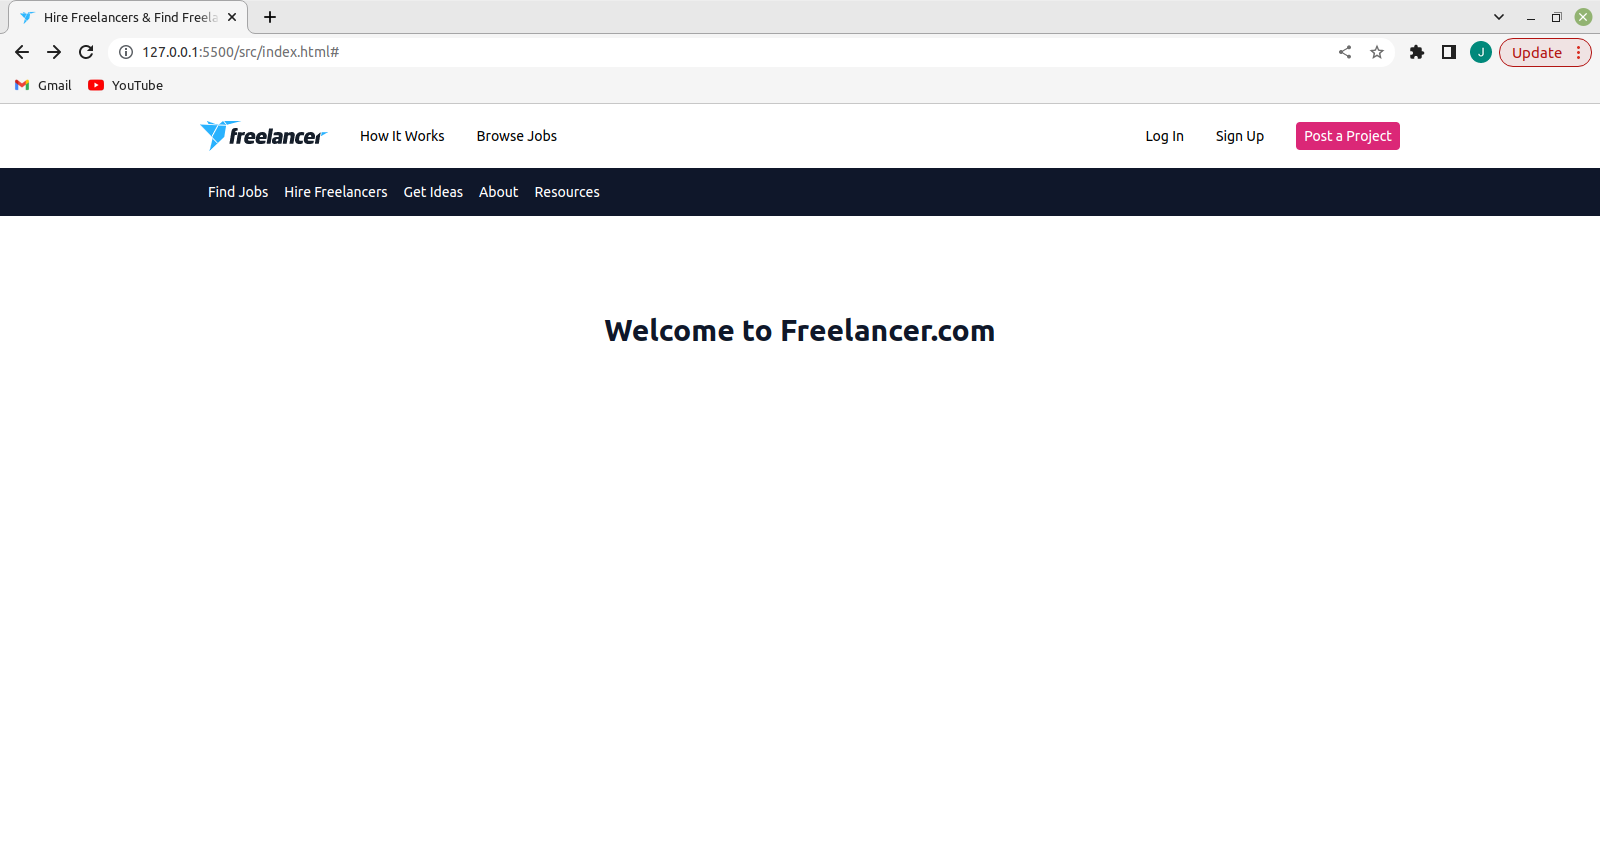 Hire Freelancers & Find Freela
127.0.0.1:5500/src/index.html#
J
Update
Gmail YouTube
freelancer How It Works Browse Jobs Log In Sign Up Post a Project
Find Jobs Hire Freelancers Get Ideas About Resources
Welcome to Freelancer.com